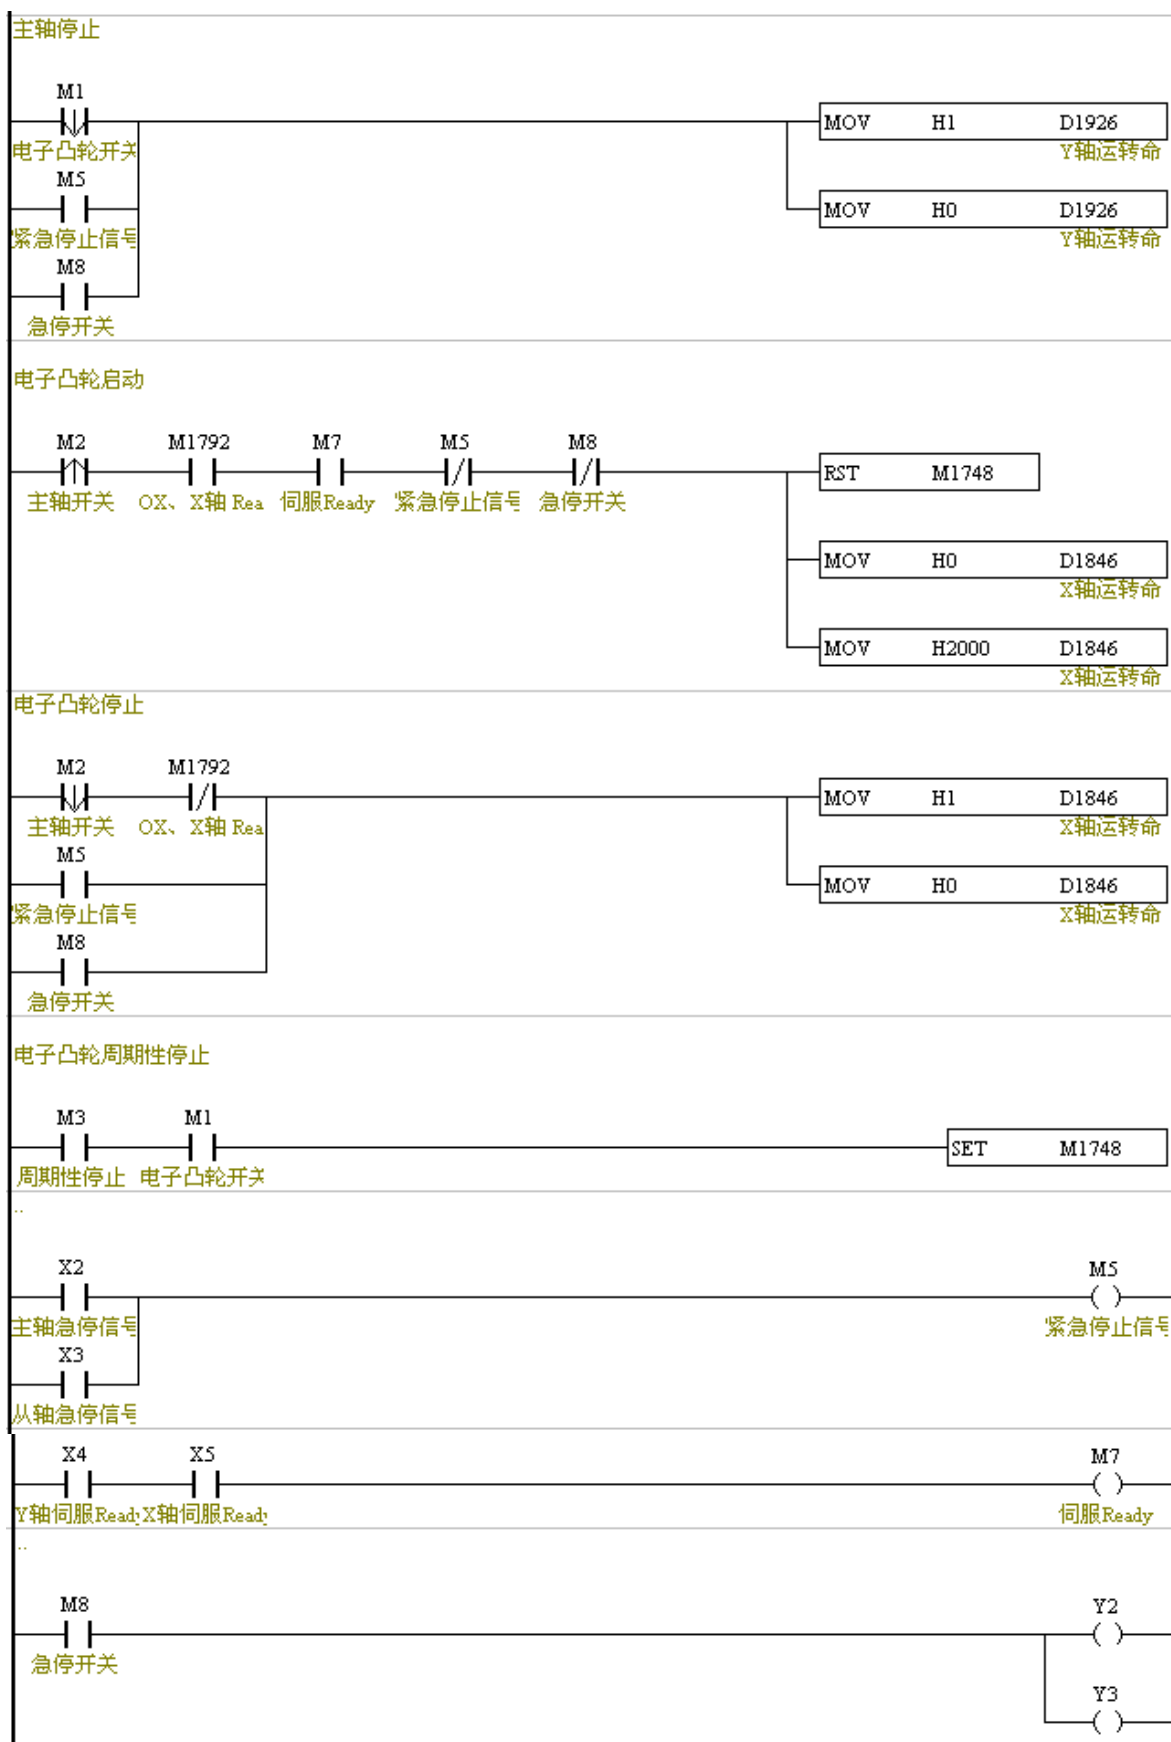 主轴停止
M1
MOV H1 D1926
电子凸轮开关
Y轴运转命
M5
MOV H0 D1926
紧急停止信号
Y轴运转命
M8
急停开关
电子凸轮启动
M2 M1792 M7 M5 M8
RST M1748
主轴开关 OX、X轴 Rea 伺服Ready 紧急停止信号 急停开关
MOV H0 D1846
X轴运转命
MOV H2000 D1846
X轴运转命
电子凸轮停止
M2 M1792
MOV H1 D1846
主轴开关 OX、X轴 Rea
X轴运转命
M5
MOV H0 D1846
紧急停止信号
X轴运转命
M8
急停开关
电子凸轮周期性停止
M3 M1
SET M1748
周期性停止 电子凸轮开关
..
X2 M5
( )
主轴急停信号 紧急停止信号
X3
从轴急停信号
X4 X5 M7
( )
Y轴伺服Ready X轴伺服Ready 伺服Ready
..
M8 Y2
( )
急停开关
Y3
( )